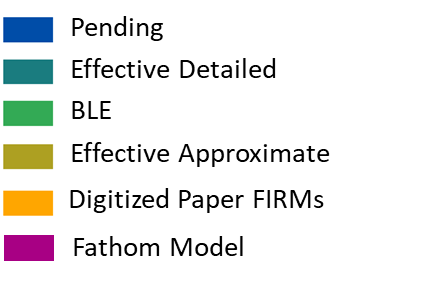 Pending
Effective Detailed
BLE
Effective Approximate
Digitized Paper FIRMs
Fathom Model